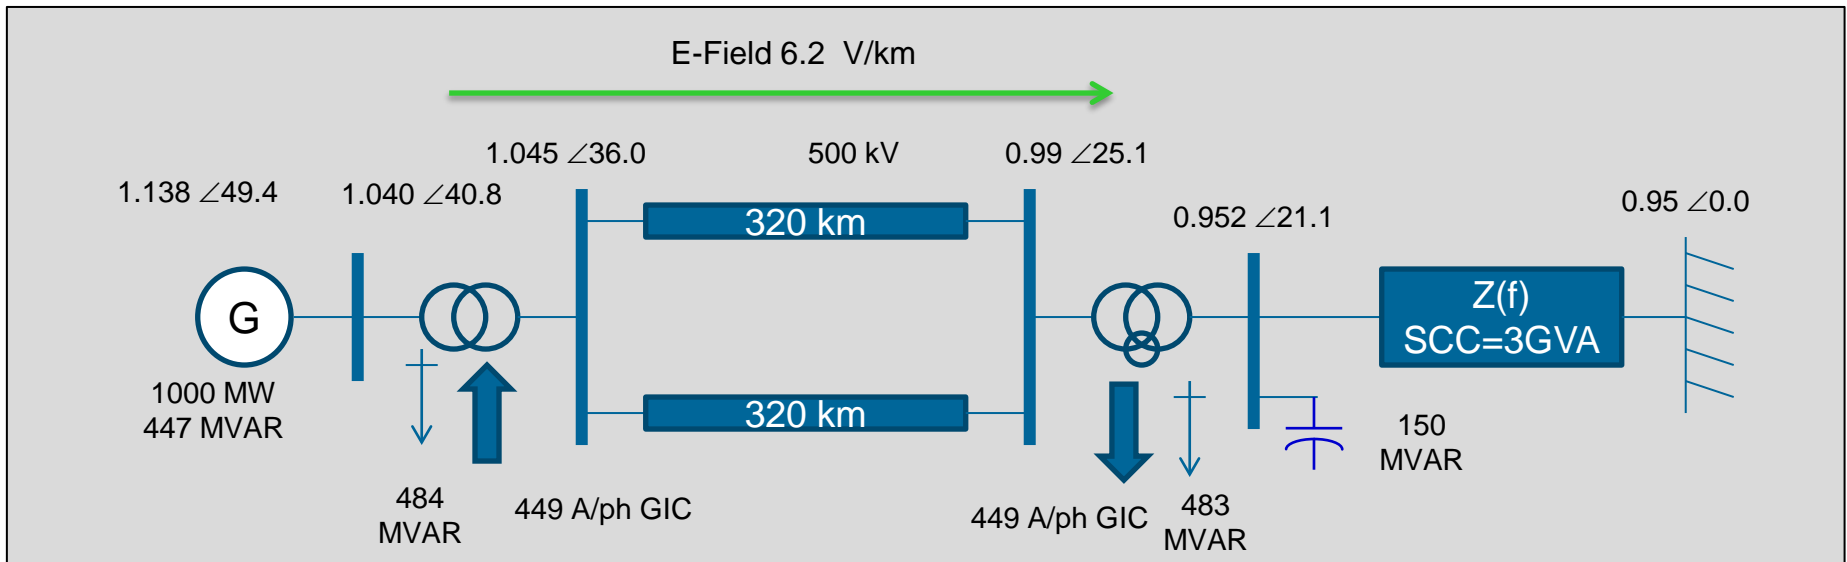 E-Field 6.2 V/km
1.045 ∠36.0
500 kV
0.99 ∠25.1
1.138 ∠49.4
1.040 ∠40.8
0.952 ∠21.1
0.95 ∠0.0
320 km
G
Z(f)
SCC=3GVA
320 km
1000 MW
447 MVAR
150
MVAR
484
MVAR
449 A/ph GIC
449 A/ph GIC
483
MVAR